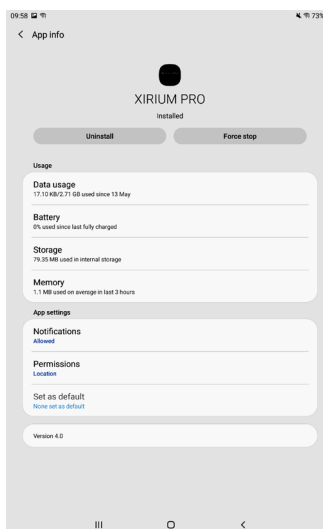 09:58 73%
App info
XIRIUM PRO
Installed
Uninstall Force stop
Usage
Data usage
17.10 KB/2.71 GB used since 13 May
Battery
0% used since last fully charged
Storage
79.35 MB used in internal storage
Memory
1.1 MB used on average in last 3 hours
App settings
Notifications
Allowed
Permissions
Location
Set as default
None set as default
Version 4.0